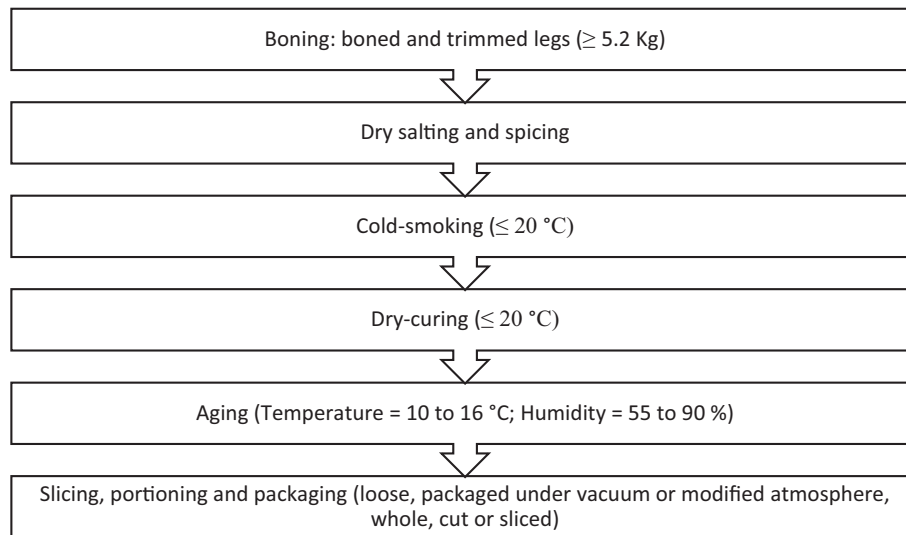 Boning: boned and trimmed legs (≥ 5.2 Kg)
Dry salting and spicing
Cold-smoking (≤ 20 °C)
Dry-curing (≤ 20 °C)
Aging (Temperature = 10 to 16 °C; Humidity = 55 to 90 %)
Slicing, portioning and packaging (loose, packaged under vacuum or modified atmosphere,
whole, cut or sliced)